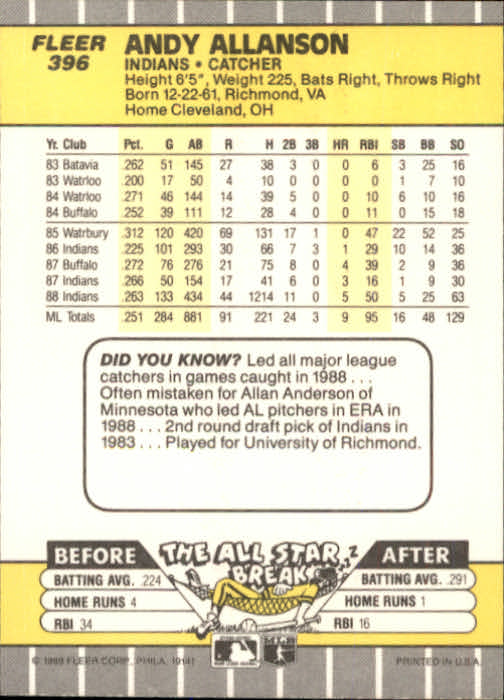 FLEER
396
ANDY ALLANSON
INDIANS • CATCHER
Height 6'5", Weight 225, Bats Right, Throws Right
Born 12-22-61, Richmond, VA
Home Cleveland, OH
Yr. Club Pct. G AB R H 2B 3B HR RBI SB BB SO
83 Batavia .262 51 145 27 38 3 0 0 6 3 25 16
83 Watrloo .200 17 50 4 10 0 0 0 0 1 7 10
84 Watrloo .271 46 144 14 39 5 0 0 10 6 10 16
84 Buffalo .252 39 111 12 28 4 0 0 11 0 15 18
85 Watrbury .312 120 420 69 131 17 1 0 47 22 52 25
86 Indians .225 101 293 30 66 7 3 1 29 10 14 36
87 Buffalo .272 76 276 21 75 8 0 4 39 2 9 36
87 Indians .266 50 154 17 41 6 0 3 16 1 9 30
88 Indians .263 133 434 44 1214 11 0 5 50 5 25 63
ML Totals .251 284 881 91 221 24 3 9 95 16 48 129
DID YOU KNOW? Led all major league
catchers in games caught in 1988 . . .
Often mistaken for Allan Anderson of
Minnesota who led AL pitchers in ERA in
1988 . . . 2nd round draft pick of Indians in
1983 . . . Played for University of Richmond.
BEFORE THE ALL STAR BREAK ZZZ AFTER
BATTING AVG. .224 BATTING AVG. .291
HOME RUNS 4 HOME RUNS 1
RBI 34 RBI 16
© 1989 FLEER CORP., PHILA. 19141 PRINTED IN U.S.A.